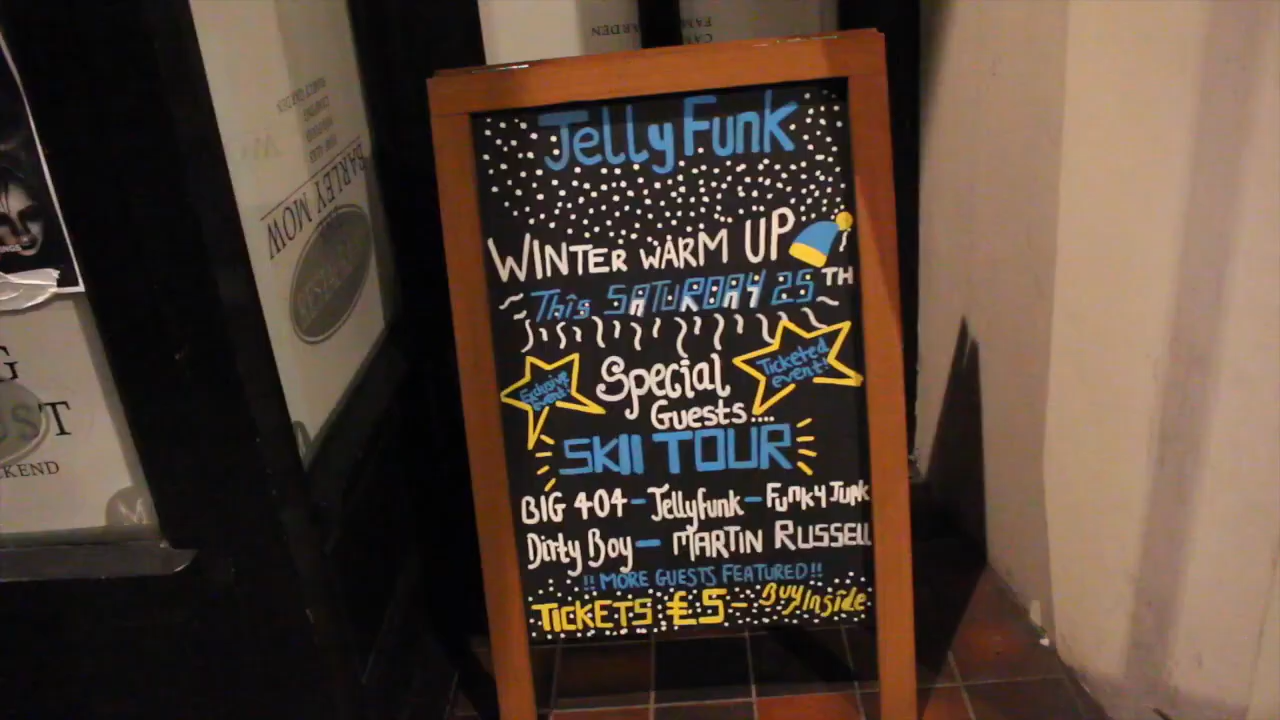 JellyFunk
WINTER WARM UP
This SATURDAY 25TH
Exclusive event!
Special
Guests....
Ticketed event!
SKII TOUR
BIG 404 - Jellyfunk - Funky Junk
Dirty Boy - MARTIN RUSSELL
!! MORE GUESTS FEATURED!!
TICKETS £5 - Buy Inside
BARLEY MOW